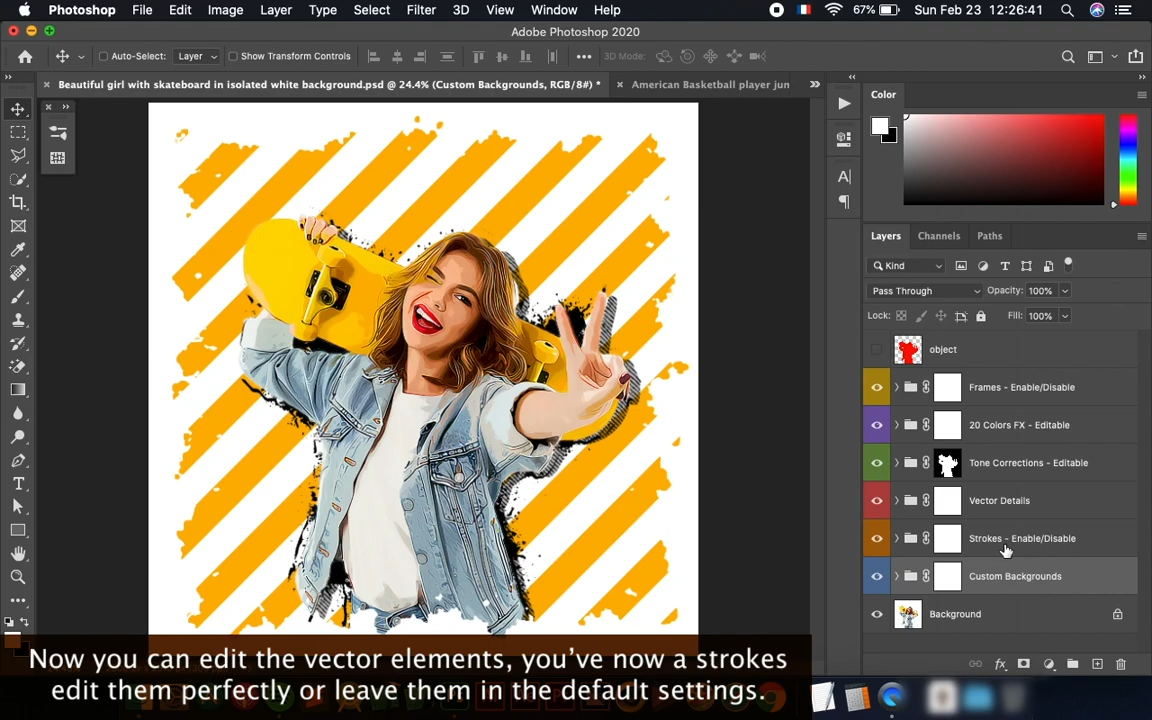 Photoshop File Edit Image Layer Type Select Filter 3D View Window Help 67% Sun Feb 23 12:26:41
Adobe Photoshop 2020
Auto-Select: Layer Show Transform Controls 3D Mode:
Beautiful girl with skateboard in isolated white background.psd @ 24.4% (Custom Backgrounds, RGB/8#) * American Basketball player jun
Color
Layers Channels Paths
Kind
Pass Through Opacity: 100%
Lock: Fill: 100%
object
Frames - Enable/Disable
20 Colors FX - Editable
Tone Corrections - Editable
Vector Details
Strokes - Enable/Disable
Custom Backgrounds
Background
Now you can edit the vector elements, you've now a strokes
edit them perfectly or leave them in the default settings.